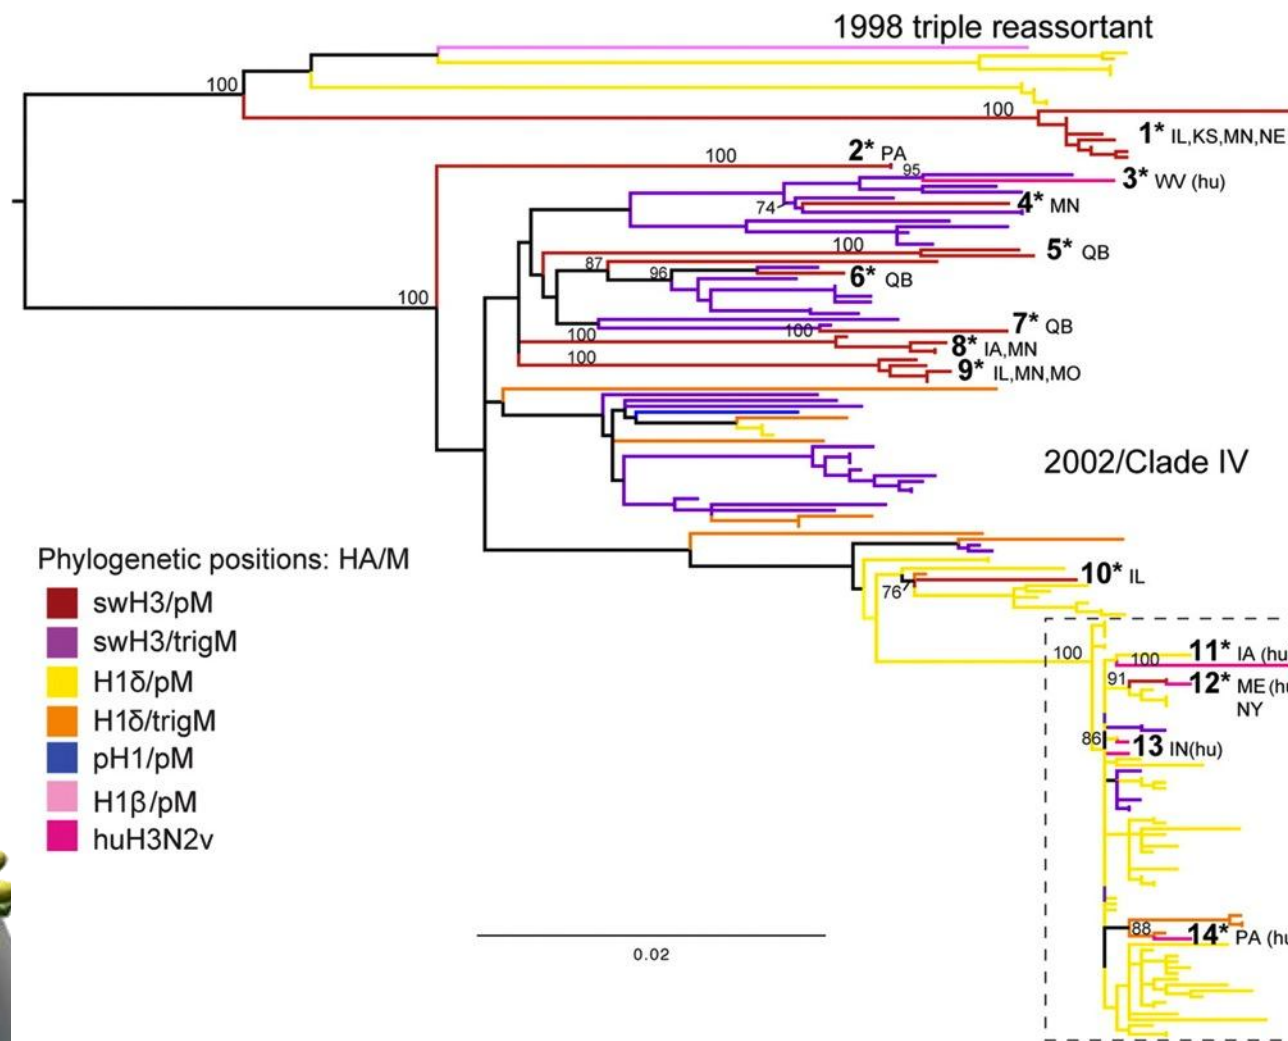 1998 triple reassortant
100
100
1* IL,KS,MN,NE
100
2* PA
95
3* WV (hu)
74
4* MN
100
5* QB
87
96
6* QB
100
7* QB
100
100
8* IA,MN
100
9* IL,MN,MO
2002/Clade IV
Phylogenetic positions: HA/M
swH3/pM
swH3/trigM
H1δ/pM
H1δ/trigM
pH1/pM
H1β/pM
huH3N2v
76
10* IL
100
11* IA (hu
100
91
12* ME (hu
NY
86
13 IN(hu)
88
14* PA (hu
0.02